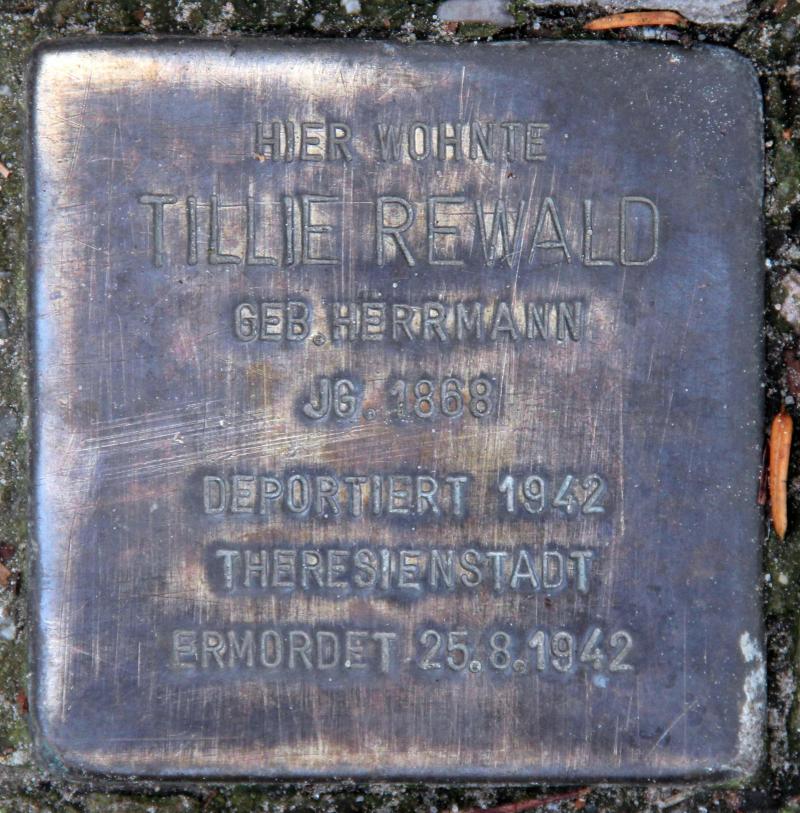 HIER WOHNTE
TILLIE REWALD
GEB. HERRMANN
JG. 1868
DEPORTIERT 1942
THERESIENSTADT
ERMORDET 25.8.1942